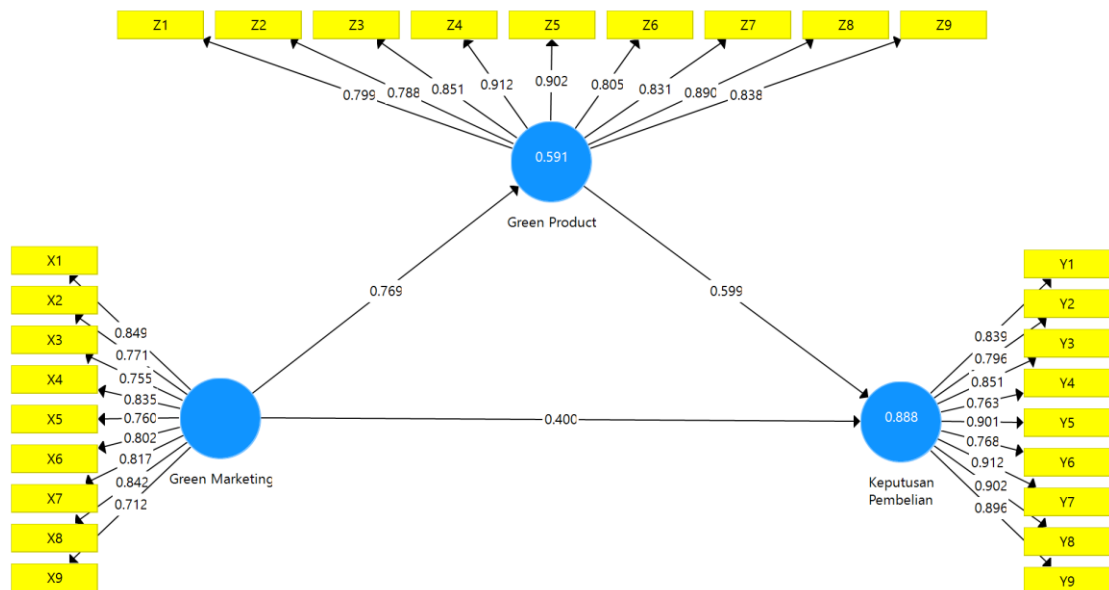 Z1 Z2 Z3 Z4 Z5 Z6 Z7 Z8 Z9
0.799 0.788 0.851 0.912 0.902 0.805 0.831 0.890 0.838
0.591
Green Product
0.769
0.599
X1
X2
X3
X4
X5
X6
X7
X8
X9
0.849
0.771
0.755
0.835
0.760
0.802
0.817
0.842
0.712
Green Marketing
0.400
0.888
Keputusan
Pembelian
0.839
0.796
0.851
0.763
0.901
0.768
0.912
0.902
0.896
Y1
Y2
Y3
Y4
Y5
Y6
Y7
Y8
Y9